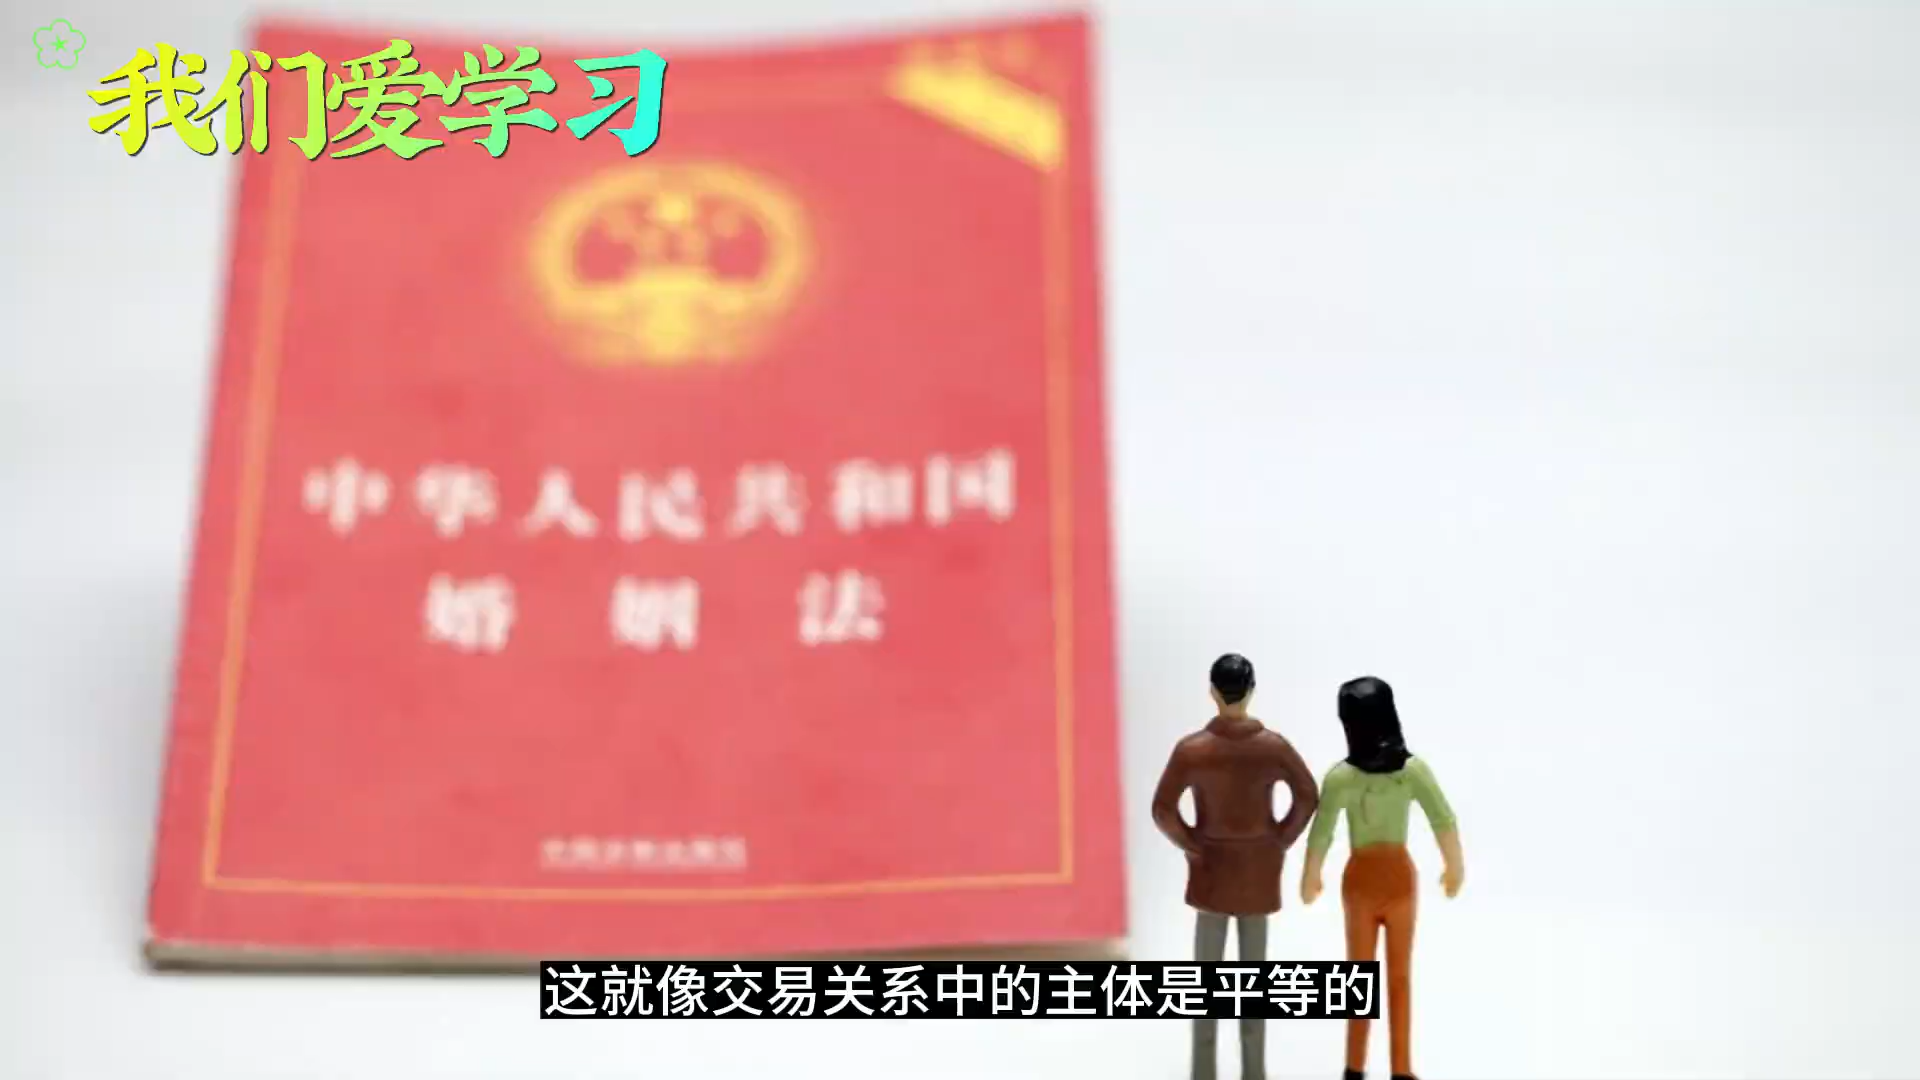 我们爱学习
中华人民共和国
婚姻法
这就像交易关系中的主体是平等的